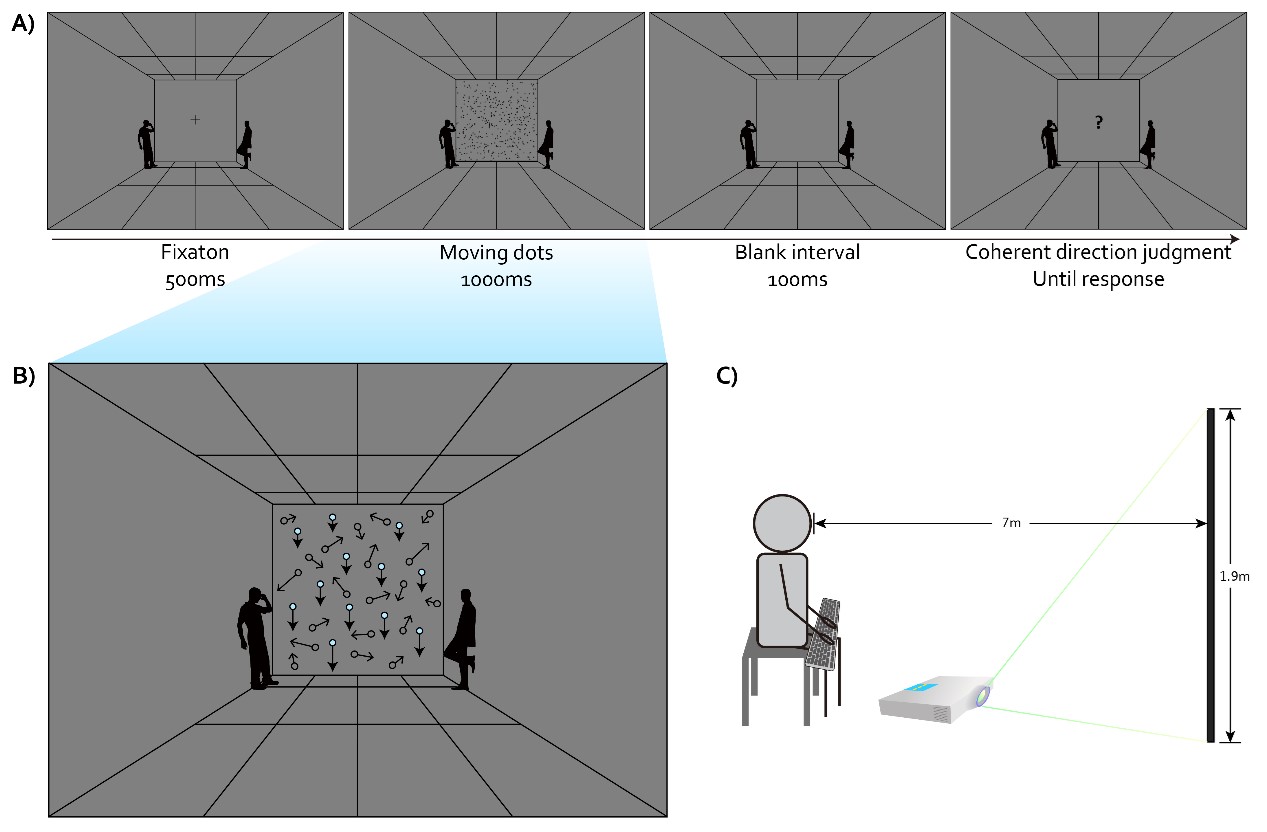 A)
?
Fixaton
500ms
Moving dots
1000ms
Blank interval
100ms
Coherent direction judgment
Until response
B)
C)
7m
1.9m